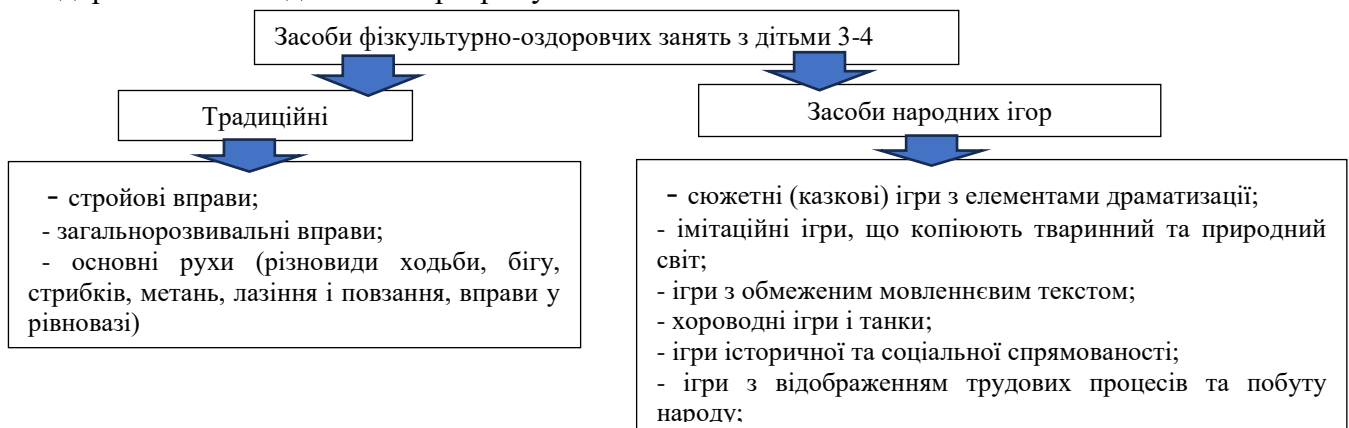 Засоби фізкультурно-оздоровчих занять з дітьми 3-4
Традиційні
Засоби народних ігор
- стройові вправи;
- загальнорозвивальні вправи;
- основні рухи (різновиди ходьби, бігу,
стрибків, метань, лазіння і повзання, вправи у
рівновазі)
- сюжетні (казкові) ігри з елементами драматизації;
- імітаційні ігри, що копіюють тваринний та природний
світ;
- ігри з обмеженим мовленнєвим текстом;
- хороводні ігри і танки;
- ігри історичної та соціальної спрямованості;
- ігри з відображенням трудових процесів та побуту
народу;